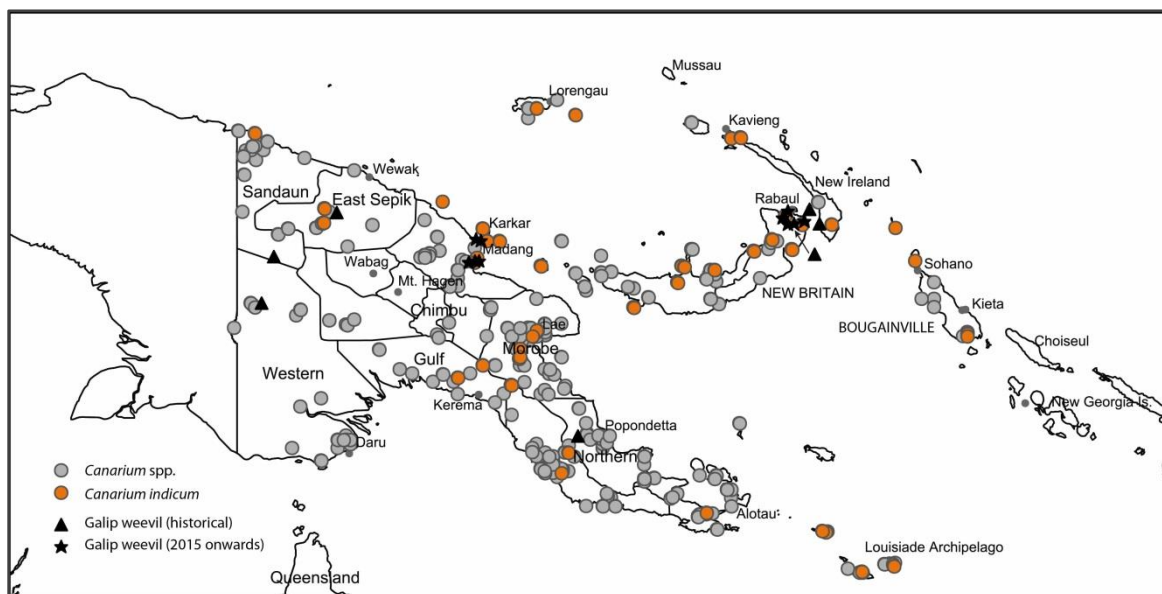 Mussau
Lorengau
Kavieng
Wewak
New Ireland
Sandaun
East Sepik
Rabaul
Karkar
Madang
Wabag
Sohano
Mt. Hagen
NEW BRITAIN
Kieta
Chimbu
BOUGAINVILLE
Lae
Choiseul
Morobe
Gulf
Western
Kerema
New Georgia Is.
Popondetta
Daru
Northern
Canarium spp.
Canarium indicum
Alotau
Galip weevil (historical)
Galip weevil (2015 onwards)
Louisiade Archipelago
Queensland